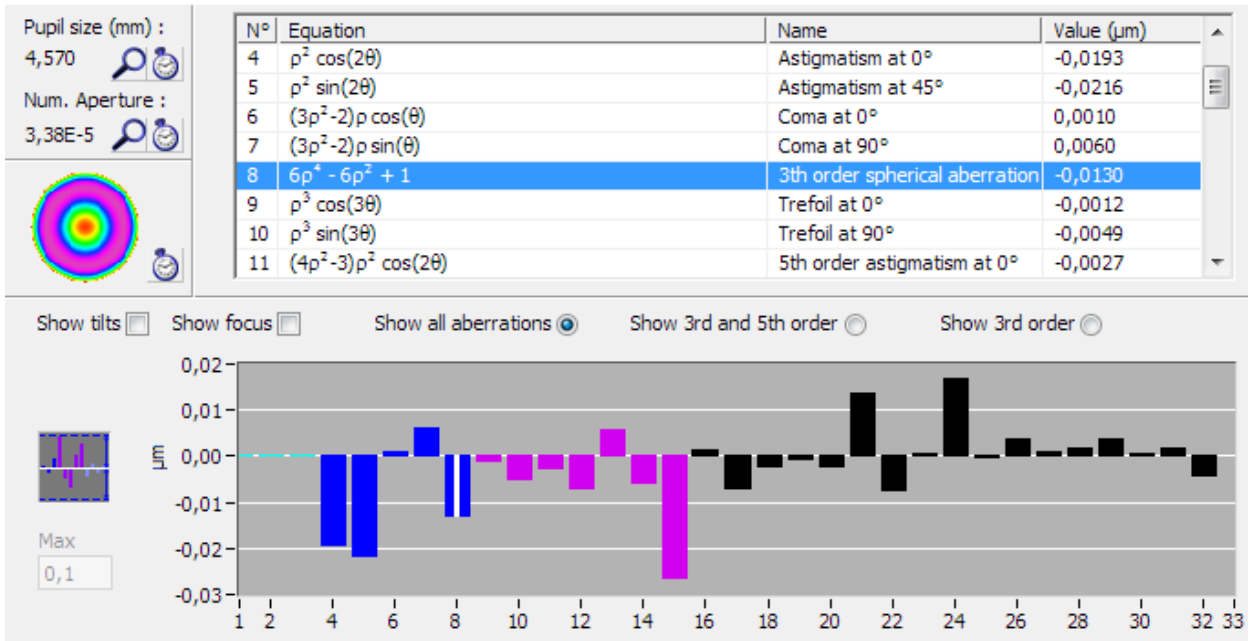 Pupil size (mm) :
4,570
Num. Aperture :
3,38E-5
N° Equation Name Value (µm)
4 ρ² cos(2θ) Astigmatism at 0° -0,0193
5 ρ² sin(2θ) Astigmatism at 45° -0,0216
6 (3ρ²-2)ρ cos(θ) Coma at 0° 0,0010
7 (3ρ²-2)ρ sin(θ) Coma at 90° 0,0060
8 6ρ⁴ - 6ρ² + 1 3th order spherical aberration -0,0130
9 ρ³ cos(3θ) Trefoil at 0° -0,0012
10 ρ³ sin(3θ) Trefoil at 90° -0,0049
11 (4ρ²-3)ρ² cos(2θ) 5th order astigmatism at 0° -0,0027
Show tilts Show focus Show all aberrations Show 3rd and 5th order Show 3rd order
0,02
0,01
0,00
-0,01
-0,02
-0,03
µm
Max
0,1
1 2 4 6 8 10 12 14 16 18 20 22 24 26 28 30 32 33